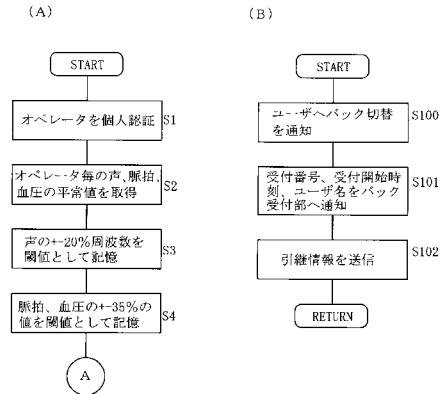 (A)
START
オペレータを個人認証
S1
オペレータ毎の声、脈拍、
血圧の平常値を取得
S2
声の+-20%周波数を
閾値として記憶
S3
脈拍、血圧の+-35%の
値を閾値として記憶
S4
A
(B)
START
ユーザへバック切替
を通知
S100
受付番号、受付開始時
刻、ユーザ名をバック
受付部へ通知
S101
引継情報を送信
S102
RETURN